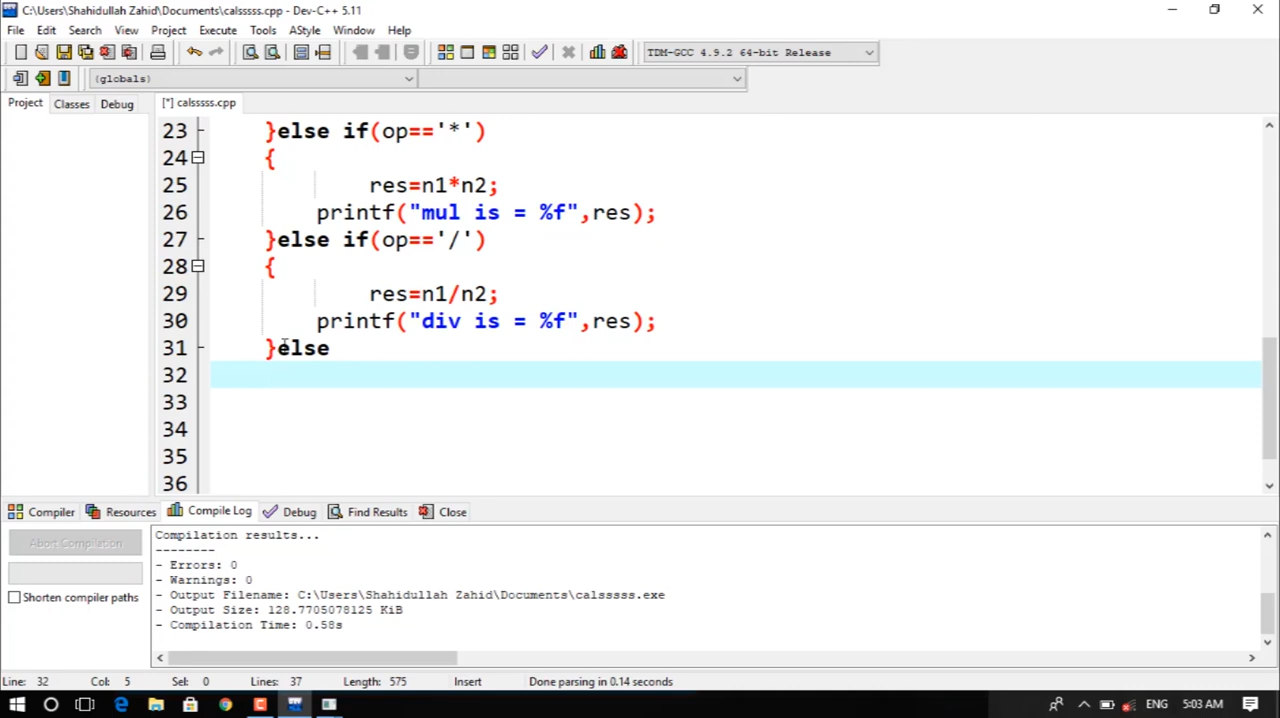 C:\Users\Shahidullah Zahid\Documents\calsssss.cpp - Dev-C++ 5.11
File Edit Search View Project Execute Tools AStyle Window Help
TDM-GCC 4.9.2 64-bit Release
(globals)
Project Classes Debug [*] calsssss.cpp
23 }else if(op=='*')
24 {
25 res=n1*n2;
26 printf("mul is = %f",res);
27 }else if(op=='/')
28 {
29 res=n1/n2;
30 printf("div is = %f",res);
31 }else
32
33
34
35
36
Compiler Resources Compile Log Debug Find Results Close
Abort Compilation
Shorten compiler paths
Compilation results...
--------
- Errors: 0
- Warnings: 0
- Output Filename: C:\Users\Shahidullah Zahid\Documents\calsssss.exe
- Output Size: 128.7705078125 KiB
- Compilation Time: 0.58s
Line: 32 Col: 5 Sel: 0 Lines: 37 Length: 575 Insert Done parsing in 0.14 seconds
ENG 5:03 AM